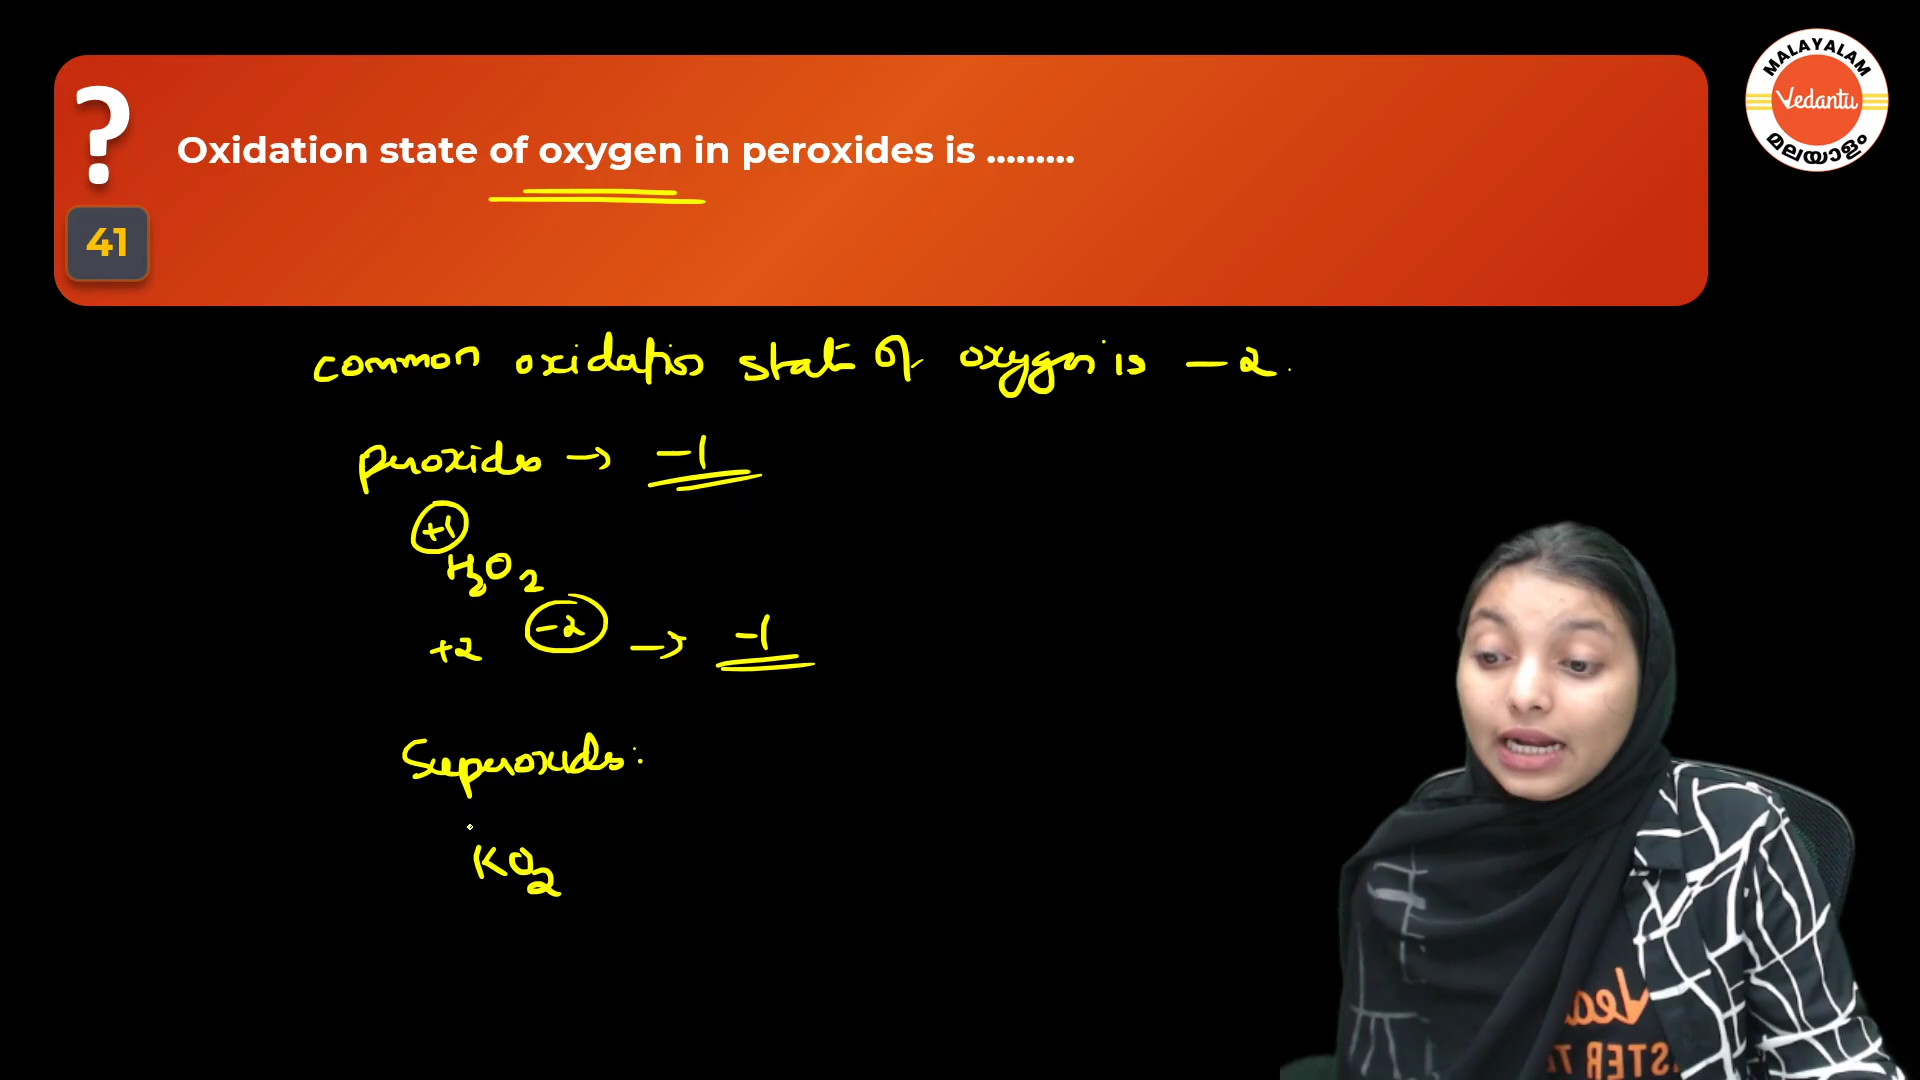 MALAYALAM
Vedantu
മലയാളം
?
Oxidation state of oxygen in peroxides is .........
41
common oxidation state of oxygen is -2.
peroxides → -1
+1
H2O2
+2 -2 → -1
Superoxides:
KO2